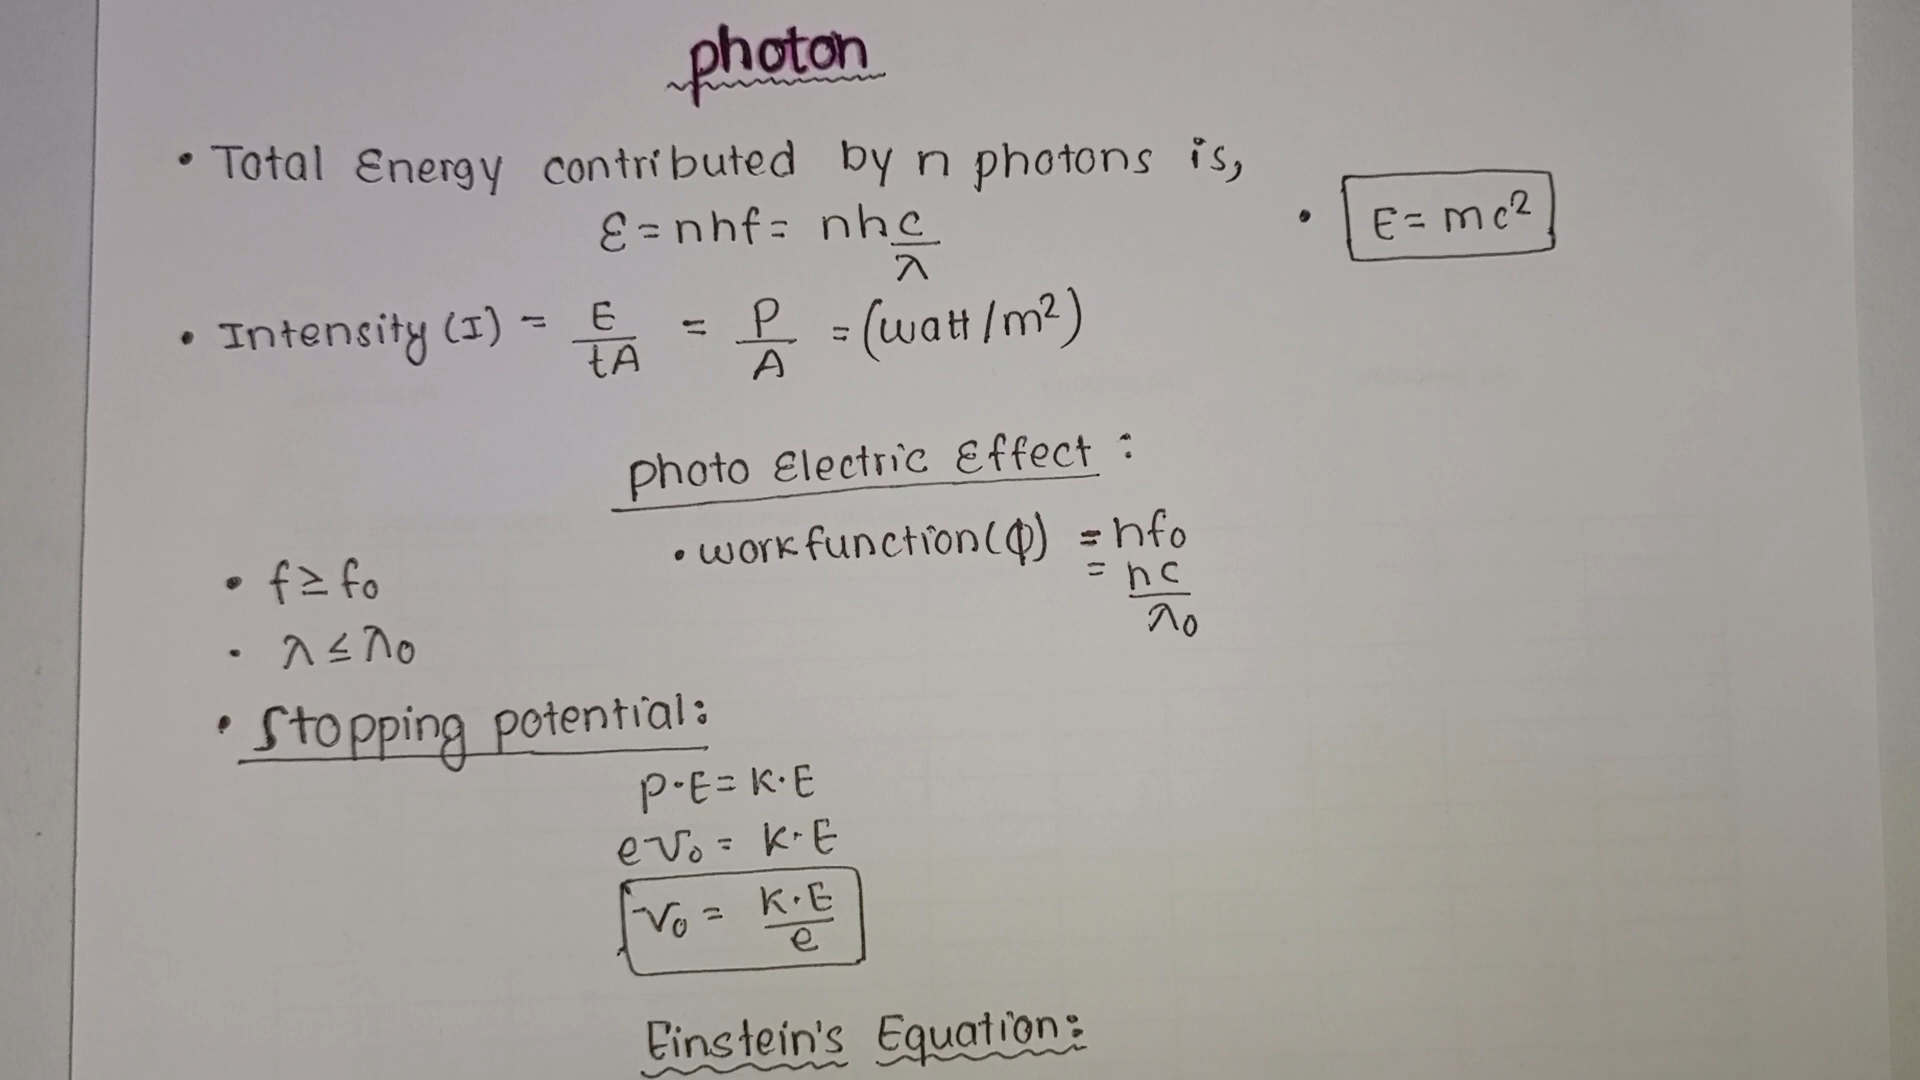 photon
• Total Energy contributed by n photons is,
ε = nhf = nhc/λ
• E = mc²
• Intensity (I) = E/tA = P/A = (watt/m²)
photo Electric Effect :
• work function(φ) = hf₀
= hc/λ₀
• f ≥ f₀
• λ ≤ λ₀
• Stopping potential:
P.E = K.E
eV₀ = K.E
V₀ = K.E/e
Einstein's Equation: